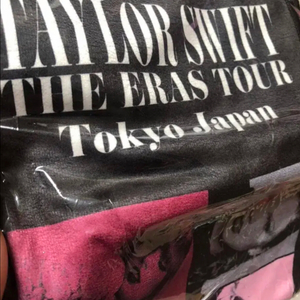 TAYLOR SWIFT
THE ERAS TOUR
Tokyo Japan